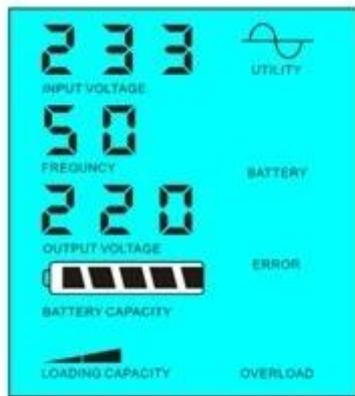 233
INPUT VOLTAGE
UTILITY
50
FREQUNCY
BATTERY
220
OUTPUT VOLTAGE
ERROR
BATTERY CAPACITY
LOADING CAPACITY
OVERLOAD